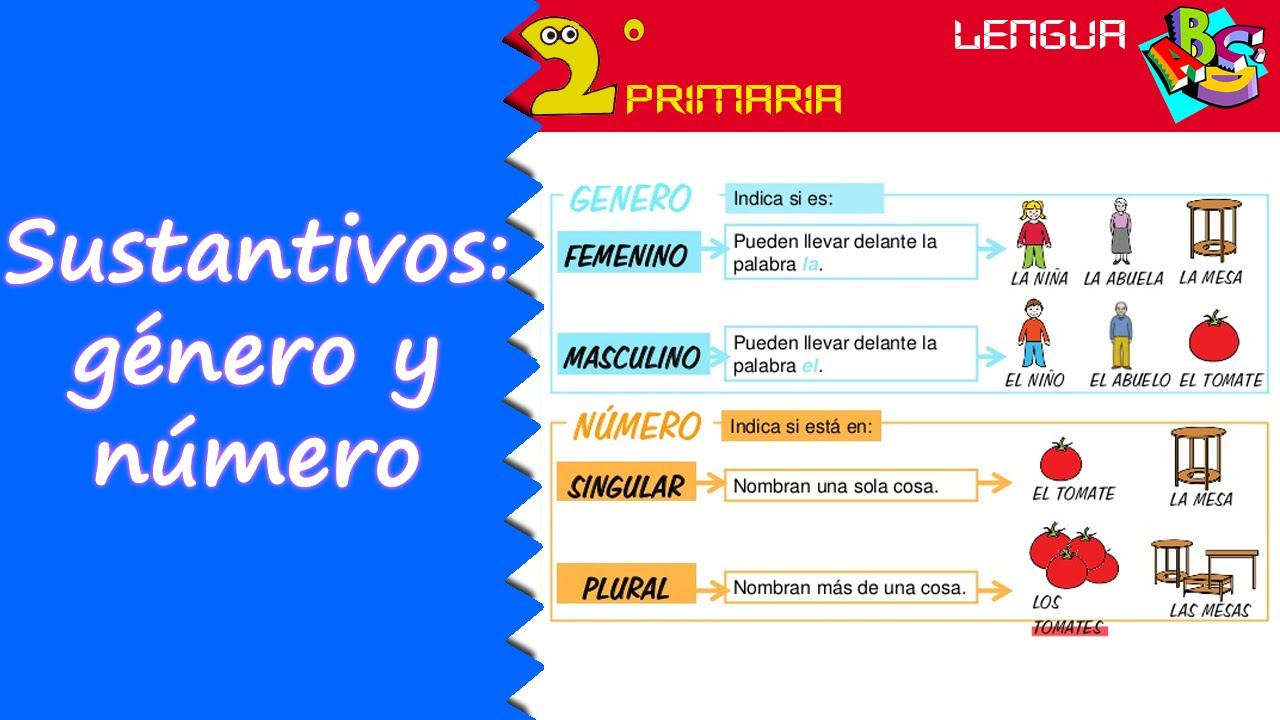 Sustantivos:
género y
número
2º
PRIMARIA
LENGUA
ABCD
GENERO
Indica si es:
FEMENINO
Pueden llevar delante la
palabra la.
LA NIÑA LA ABUELA LA MESA
MASCULINO
Pueden llevar delante la
palabra el.
EL NIÑO EL ABUELO EL TOMATE
NÚMERO
Indica si está en:
SINGULAR
Nombran una sola cosa.
EL TOMATE LA MESA
PLURAL
Nombran más de una cosa.
LOS
TOMATES
LAS MESAS